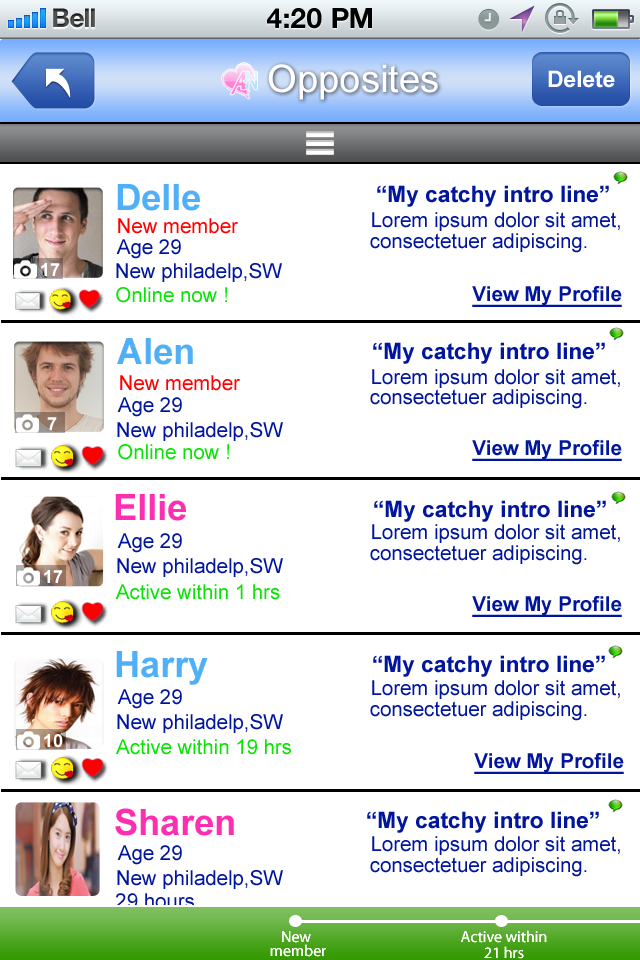 Bell
4:20 PM
AN Opposites
Delete
Delle
New member
Age 29
New philadelp,SW
Online now !
17
“My catchy intro line”
Lorem ipsum dolor sit amet,
consectetuer adipiscing.
View My Profile
Alen
New member
Age 29
New philadelp,SW
Online now !
7
“My catchy intro line”
Lorem ipsum dolor sit amet,
consectetuer adipiscing.
View My Profile
Ellie
Age 29
New philadelp,SW
Active within 1 hrs
17
“My catchy intro line”
Lorem ipsum dolor sit amet,
consectetuer adipiscing.
View My Profile
Harry
Age 29
New philadelp,SW
Active within 19 hrs
10
“My catchy intro line”
Lorem ipsum dolor sit amet,
consectetuer adipiscing.
View My Profile
Sharen
Age 29
New philadelp,SW
29 hours
“My catchy intro line”
Lorem ipsum dolor sit amet,
consectetuer adipiscing.
New
member
Active within
21 hrs